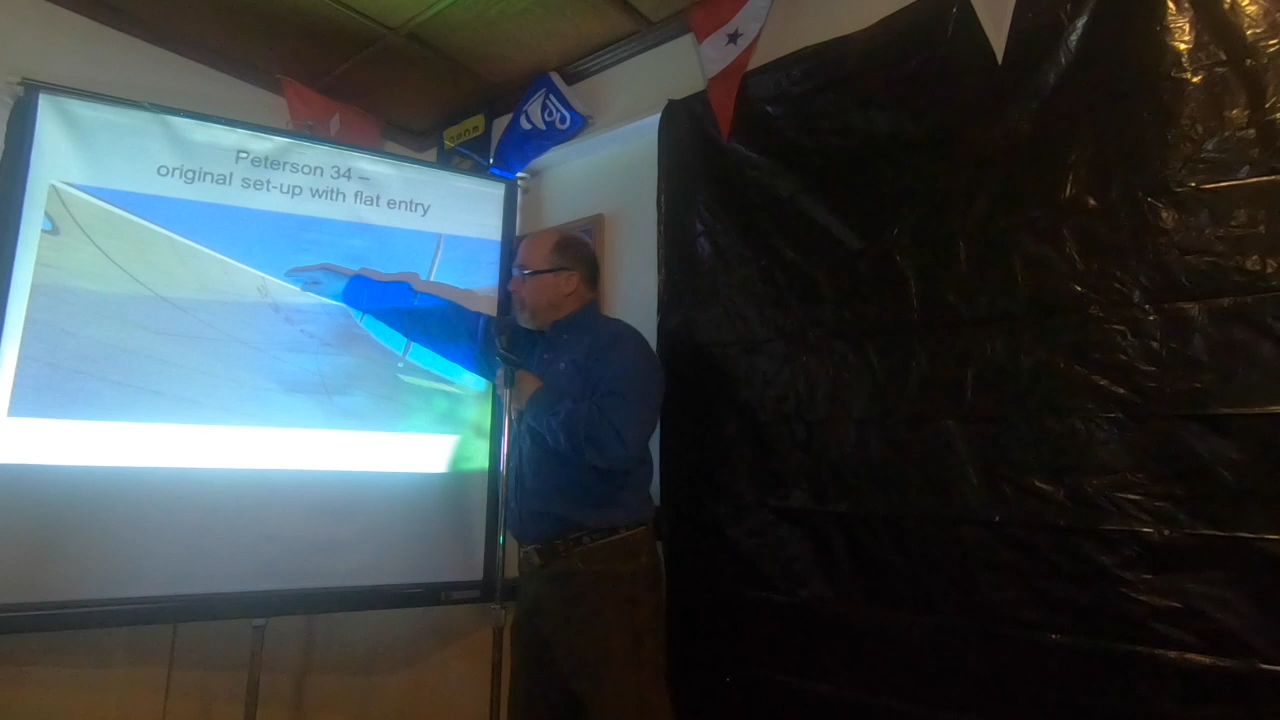 Peterson 34 –
original set-up with flat entry